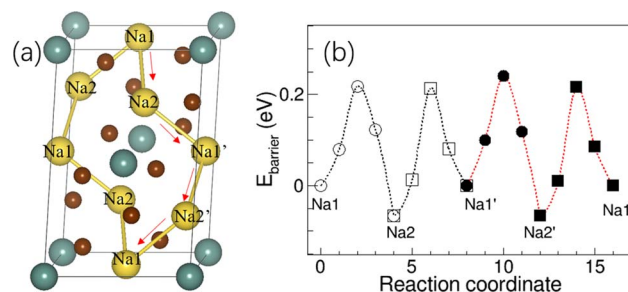 (a)
Na1
Na2
Na2
Na1
Na1'
Na2
Na2'
Na1
(b)
E_barrier (eV)
0.2
0
Na1
Na2
Na1'
Na2'
Na1
0 5 10 15
Reaction coordinate